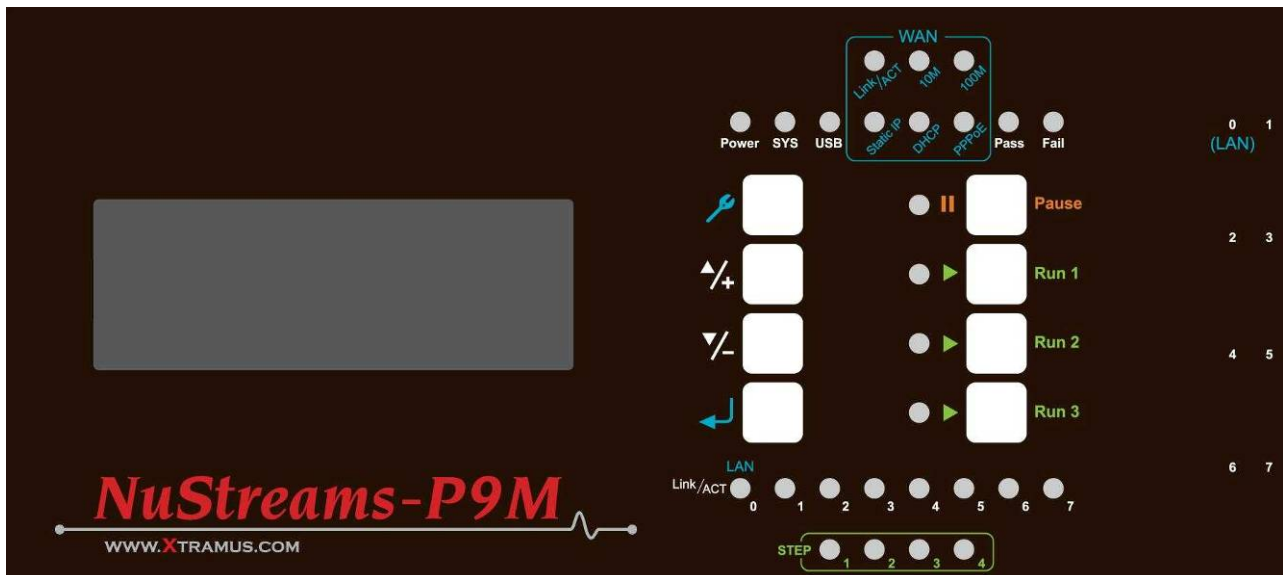 WAN
Link/ACT 10M 100M
Power SYS USB Static IP DHCP PPPoE Pass Fail
0 1
(LAN)
Pause
2 3
+
Run 1
−
Run 2
4 5
Run 3
LAN
Link/ACT
0 1 2 3 4 5 6 7
6 7
NuStreams-P9M
WWW.XTRAMUS.COM
STEP 1 2 3 4